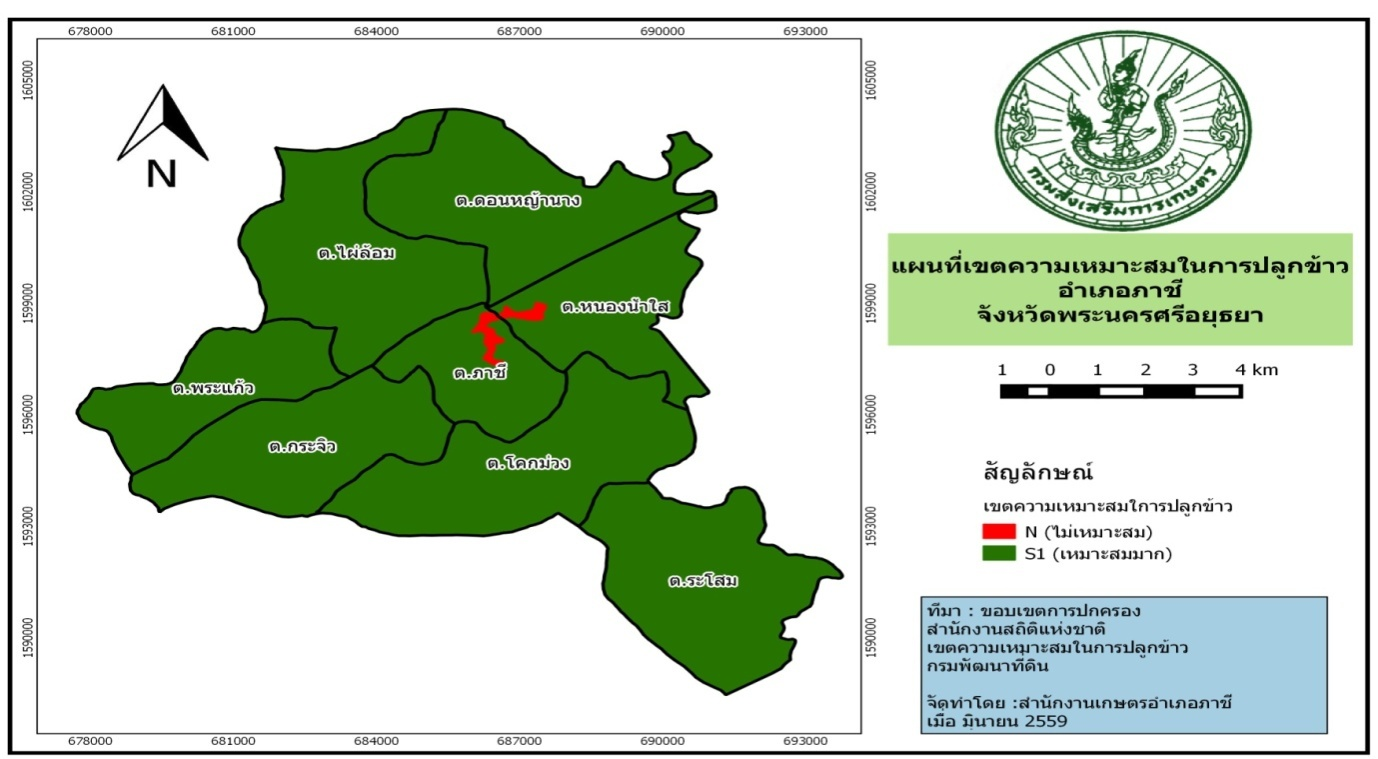 678000 681000 684000 687000 690000 693000
1605000
1602000
1599000
1596000
1593000
1590000
1605000
1602000
1599000
1596000
1593000
1590000
N
ต.ดอนหญ้านาง
ต.ไผ่ล้อม
ต.หนองน้ำใส
ต.ภาชี
ต.พระแก้ว
ต.กระจิว
ต.โคกม่วง
ต.ระโสม
678000 681000 684000 687000 690000 693000
กรมส่งเสริมการเกษตร
แผนที่เขตความเหมาะสมในการปลูกข้าว
อำเภอภาชี
จังหวัดพระนครศรีอยุธยา
1 0 1 2 3 4 km
สัญลักษณ์
เขตความเหมาะสมใการปลูกข้าว
N (ไม่เหมาะสม)
S1 (เหมาะสมมาก)
ที่มา : ขอบเขตการปกครอง
สำนักงานสถิติแห่งชาติ
เขตความเหมาะสมในการปลูกข้าว
กรมพัฒนาที่ดิน
จัดทำโดย :สำนักงานเกษตรอำเภอภาชี
เมื่อ มินายน 2559